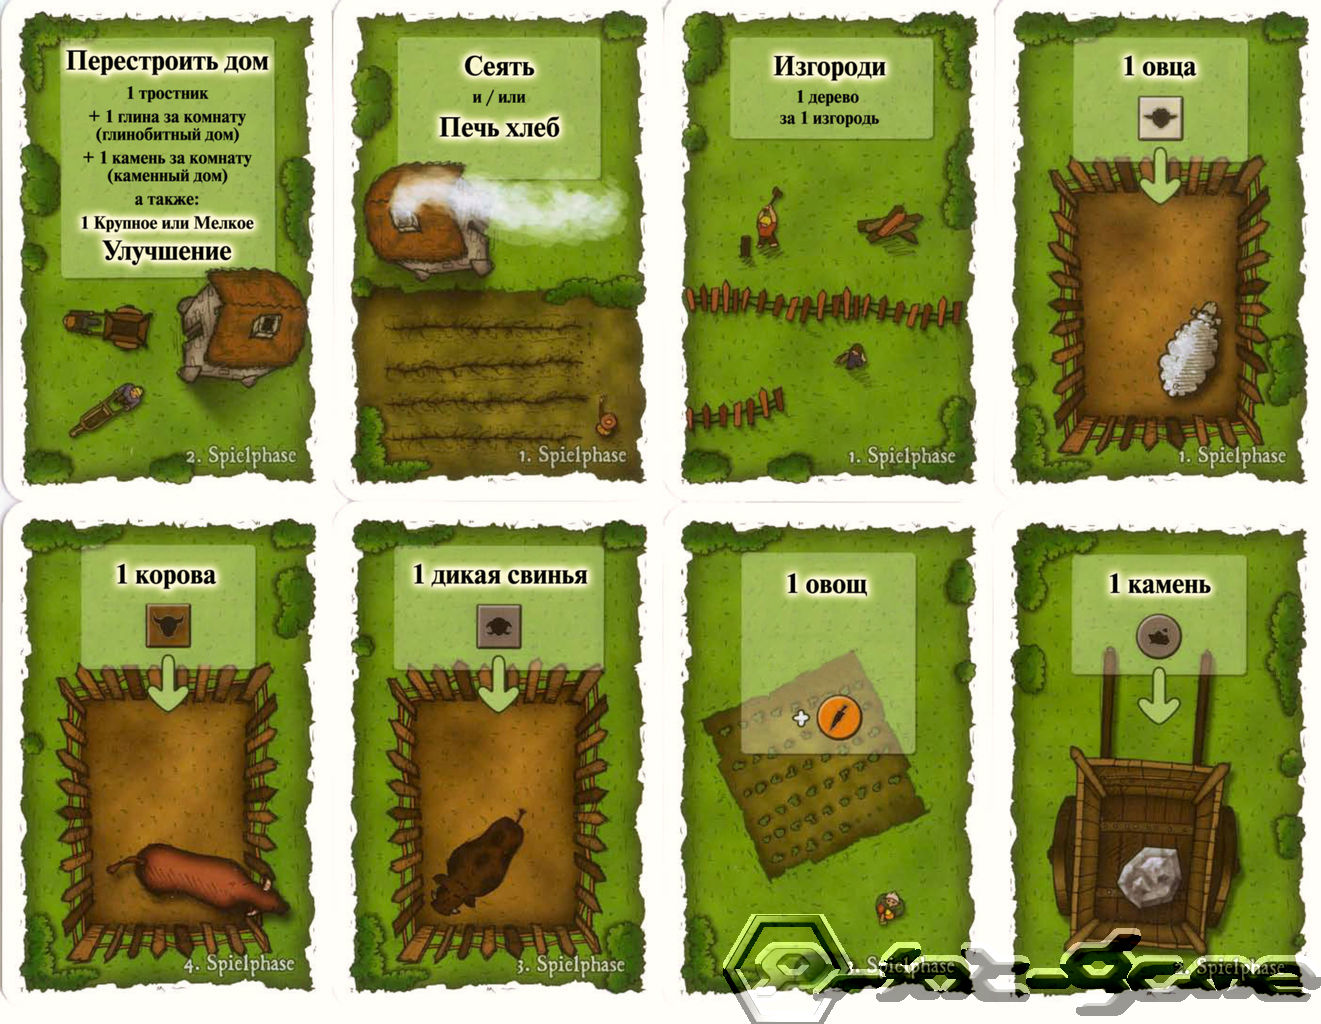 Перестроить дом
1 тростник
+ 1 глина за комнату
(глинобитный дом)
+ 1 камень за комнату
(каменный дом)
а также:
1 Крупное или Мелкое
Улучшение
2. Spielphase
Сеять
и / или
Печь хлеб
1. Spielphase
Изгороди
1 дерево
за 1 изгородь
1. Spielphase
1 овца
1. Spielphase
1 корова
4. Spielphase
1 дикая свинья
3. Spielphase
1 овощ
+
3. Spielphase
1 камень
2. Spielphase